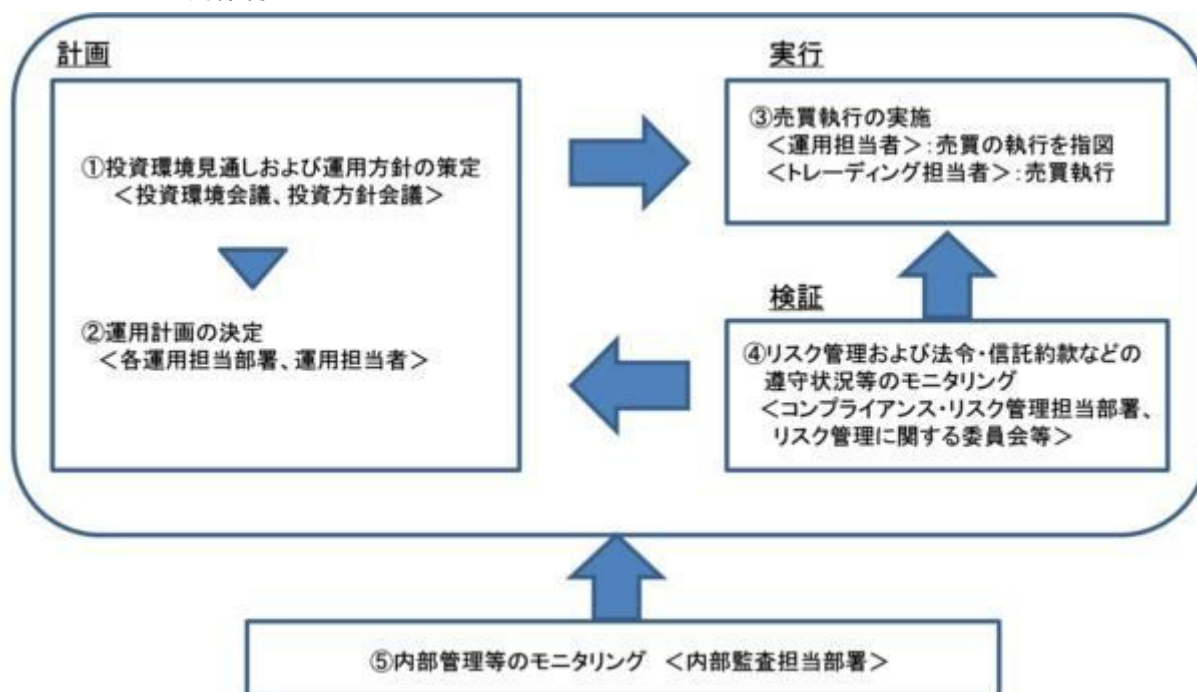 計画
①投資環境見通しおよび運用方針の策定
<投資環境会議、投資方針会議>
②運用計画の決定
<各運用担当部署、運用担当者>
実行
③売買執行の実施
<運用担当者>:売買の執行を指図
<トレーディング担当者>:売買執行
検証
④リスク管理および法令・信託約款などの
遵守状況等のモニタリング
<コンプライアンス・リスク管理担当部署、
リスク管理に関する委員会等>
⑤内部管理等のモニタリング <内部監査担当部署>